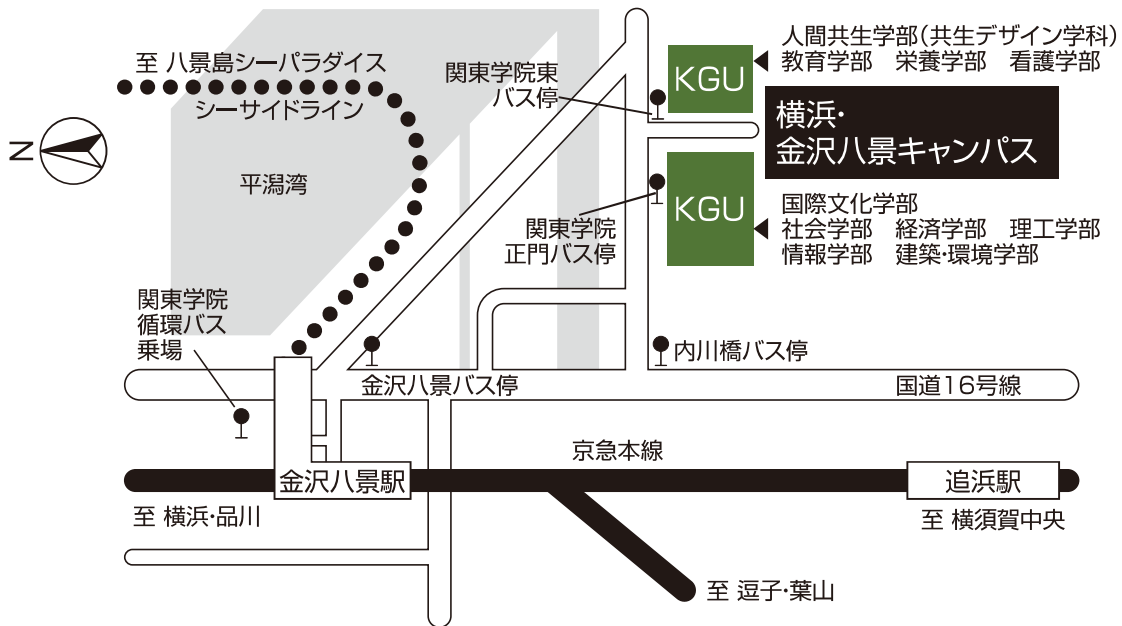 人間共生学部(共生デザイン学科)
教育学部　栄養学部　看護学部
至 八景島シーパラダイス
シーサイドライン
関東学院東
バス停
KGU
横浜・
金沢八景キャンパス
N
平潟湾
KGU
国際文化学部
社会学部　経済学部　理工学部
情報学部　建築・環境学部
関東学院
正門バス停
関東学院
循環バス
乗場
内川橋バス停
金沢八景バス停
国道16号線
京急本線
金沢八景駅
追浜駅
至 横浜・品川
至 横須賀中央
至 逗子・葉山